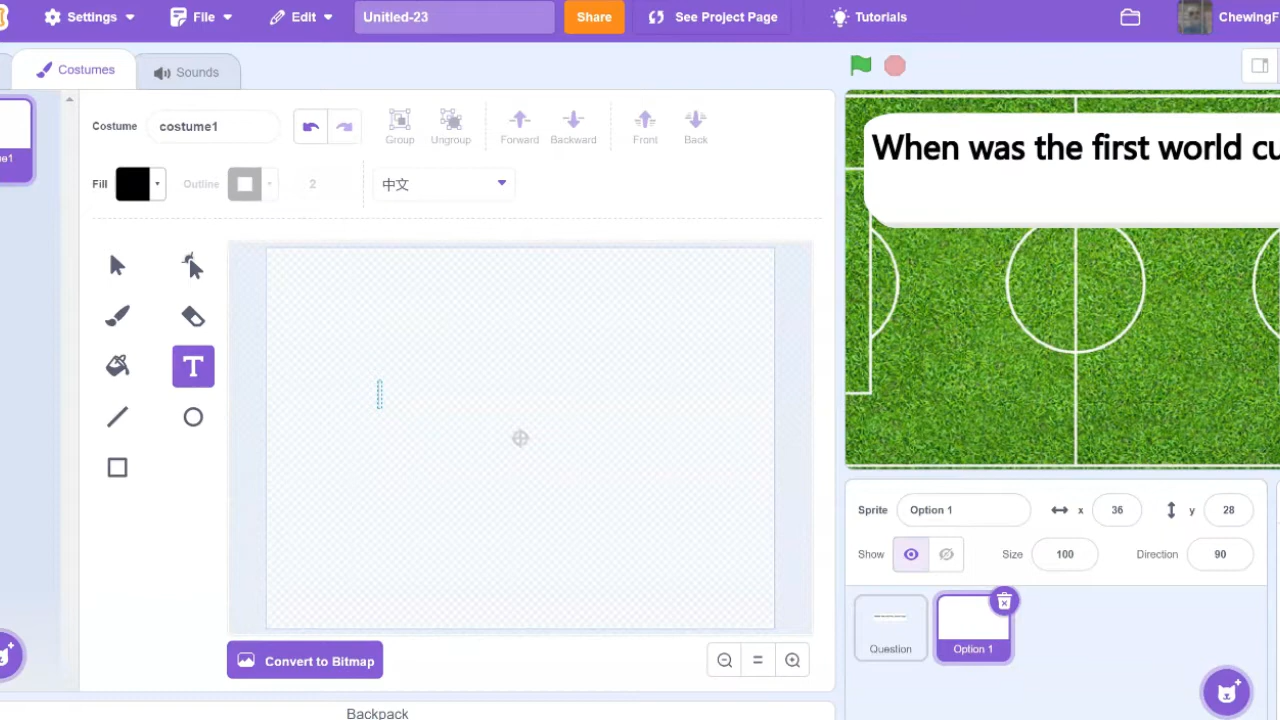 Settings File Edit Untitled-23 Share See Project Page Tutorials ChewingF
Costumes Sounds
Costume costume1 Group Ungroup Forward Backward Front Back
e1
When was the first world cu
Fill Outline 2 中文
T
Sprite Option 1 x 36 y 28
Show Size 100 Direction 90
Question Option 1
Convert to Bitmap
Backpack